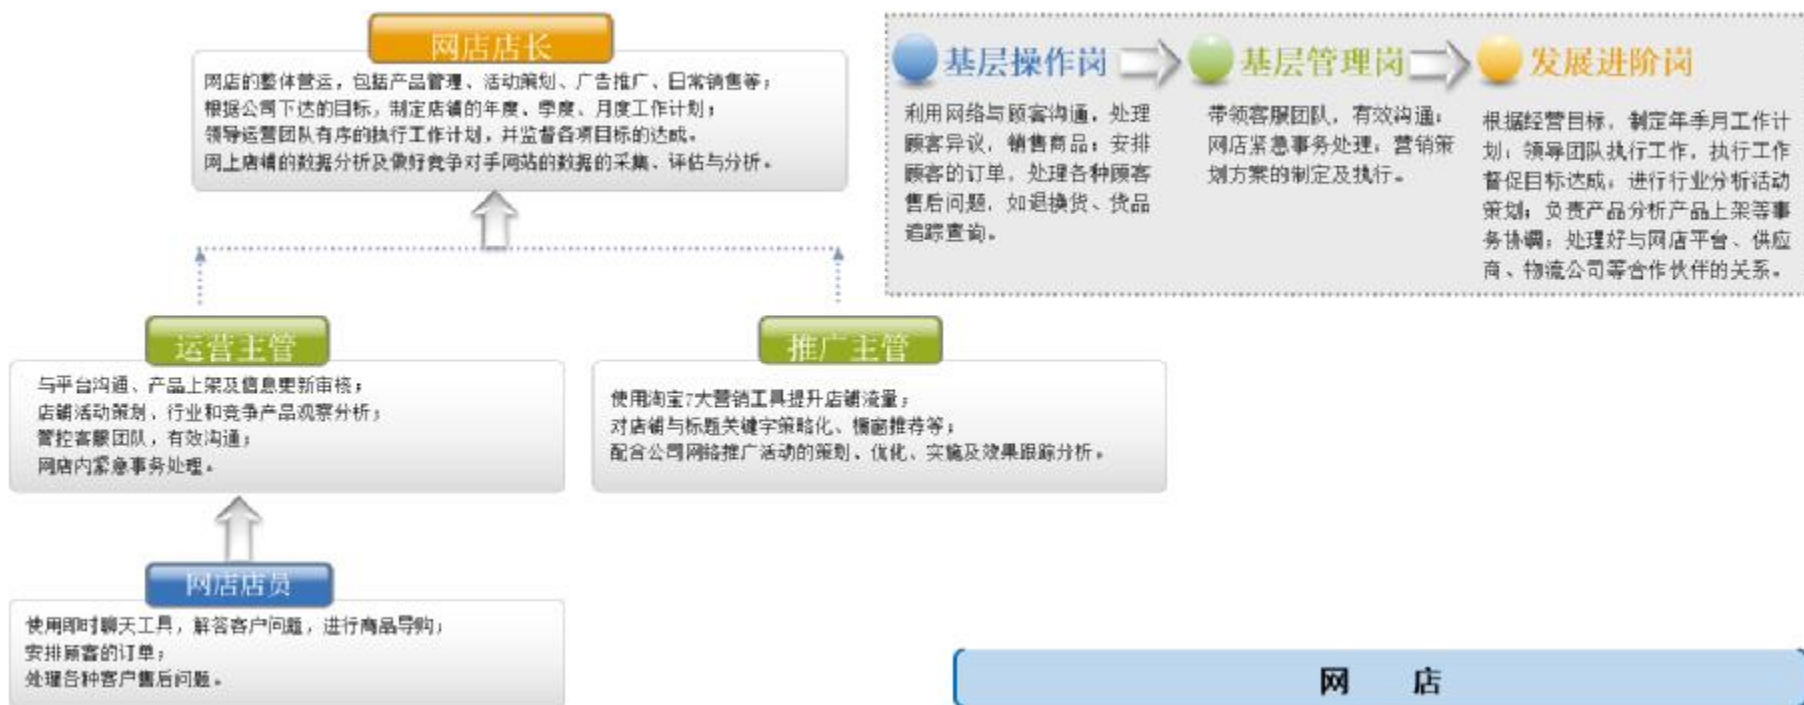 网店店长
网店的整体营运，包括产品管理、活动策划、广告推广、日常销售等；
根据公司下达的目标，制定店铺的年度、季度、月度工作计划；
领导运营团队有序的执行工作计划，并监督各项目标的达成。
网上店铺的数据分析及做好竞争对手网站的数据的采集、评估与分析。
基层操作岗
利用网络与顾客沟通，处理
顾客异议，销售商品；安排
顾客的订单，处理各种顾客
售后问题，如退换货、货品
追踪查询。
基层管理岗
带领客服团队，有效沟通；
网店紧急事务处理，营销策
划方案的制定及执行。
发展进阶岗
根据经营目标，制定年季月工作计
划；领导团队执行工作，执行工作
督促目标达成，进行行业分析活动
策划；负责产品分析产品上架等事
务协调；处理好与网店平台、供应
商、物流公司等合作伙伴的关系。
运营主管
与平台沟通、产品上架及信息更新审核；
店铺活动策划，行业和竞争产品观察分析；
管控客服团队，有效沟通；
网店内紧急事务处理。
推广主管
使用淘宝7大营销工具提升店铺流量；
对店铺与标题关键字策略化、橱窗推荐等；
配合公司网络推广活动的策划、优化、实施及效果跟踪分析。
网店店员
使用即时聊天工具，解答客户问题，进行商品导购；
安排顾客的订单；
处理各种客户售后问题。
网 店